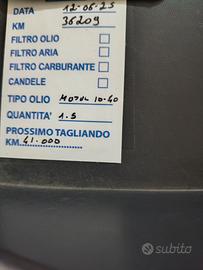 DATA 12-06-25
KM 36209
FILTRO OLIO
FILTRO ARIA
FILTRO CARBURANTE
CANDELE
TIPO OLIO MOTUL 10-40
QUANTITA' 1.5
PROSSIMO TAGLIANDO
KM. 41.000
subito